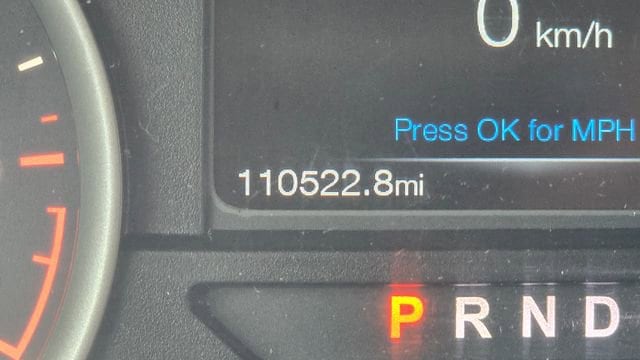 0 km/h
Press OK for MPH
110522.8mi
P R N D